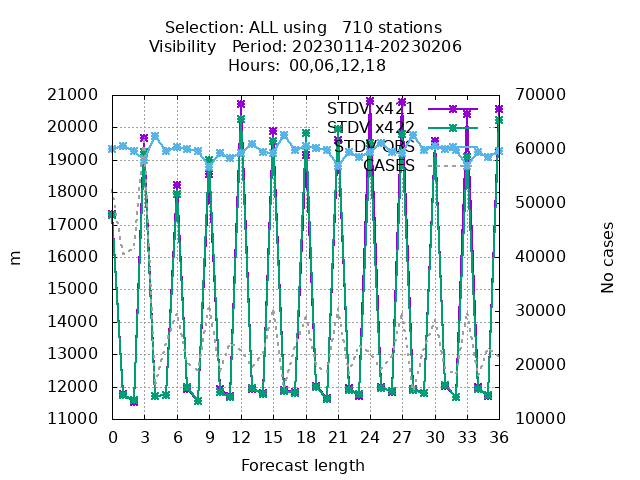 Selection: ALL using 710 stations
Visibility Period: 20230114-20230206
Hours: 00,06,12,18
21000
20000
19000
18000
17000
16000
15000
14000
13000
12000
11000
m
STDV x421
STDV x422
STDV OBS
CASES
70000
60000
50000
40000
30000
20000
10000
No cases
0 3 6 9 12 15 18 21 24 27 30 33 36
Forecast length